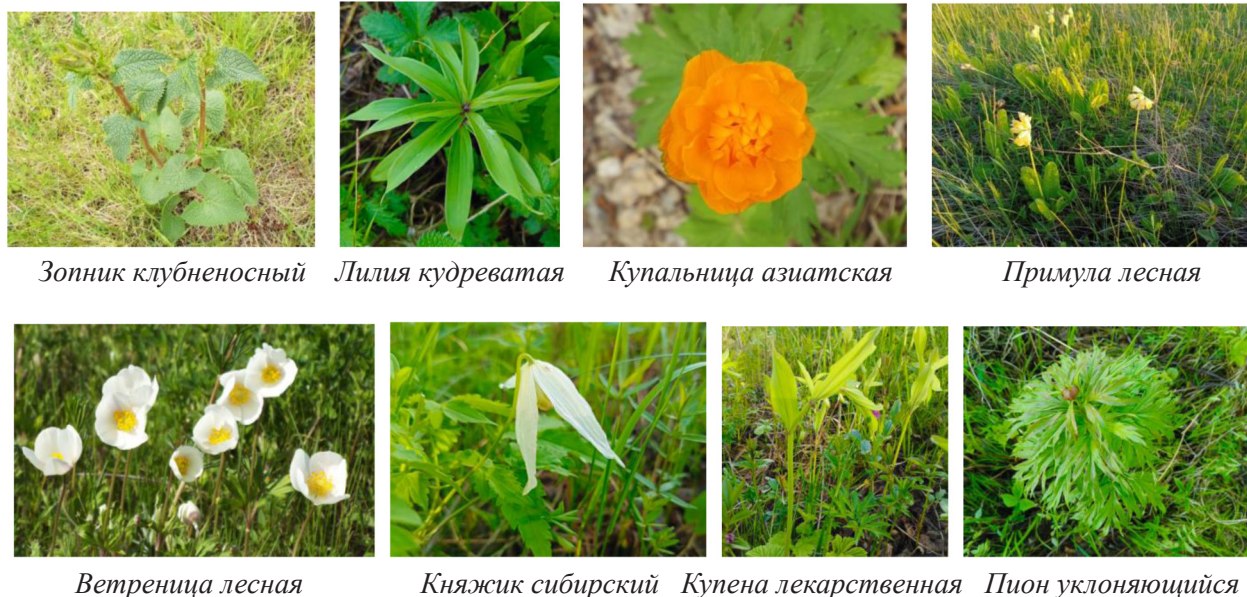 Зопник клубненосный Лилия кудреватая Купальница азиатская Примула лесная
Ветреница лесная Княжик сибирский Купена лекарственная Пион уклоняющийся